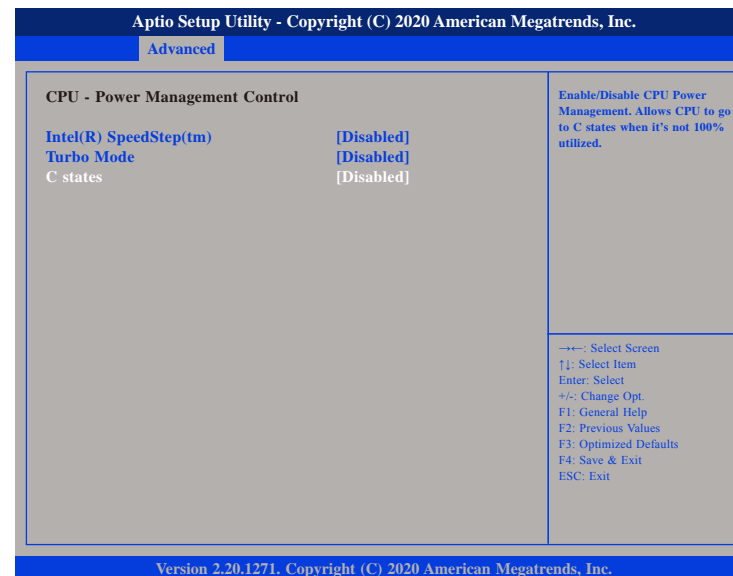 Aptio Setup Utility - Copyright (C) 2020 American Megatrends, Inc.
Advanced
CPU - Power Management Control
Intel(R) SpeedStep(tm) [Disabled]
Turbo Mode [Disabled]
C states [Disabled]
Enable/Disable CPU Power
Management. Allows CPU to go
to C states when it's not 100%
utilized.
→←: Select Screen
↑↓: Select Item
Enter: Select
+/-: Change Opt.
F1: General Help
F2: Previous Values
F3: Optimized Defaults
F4: Save & Exit
ESC: Exit
Version 2.20.1271. Copyright (C) 2020 American Megatrends, Inc.